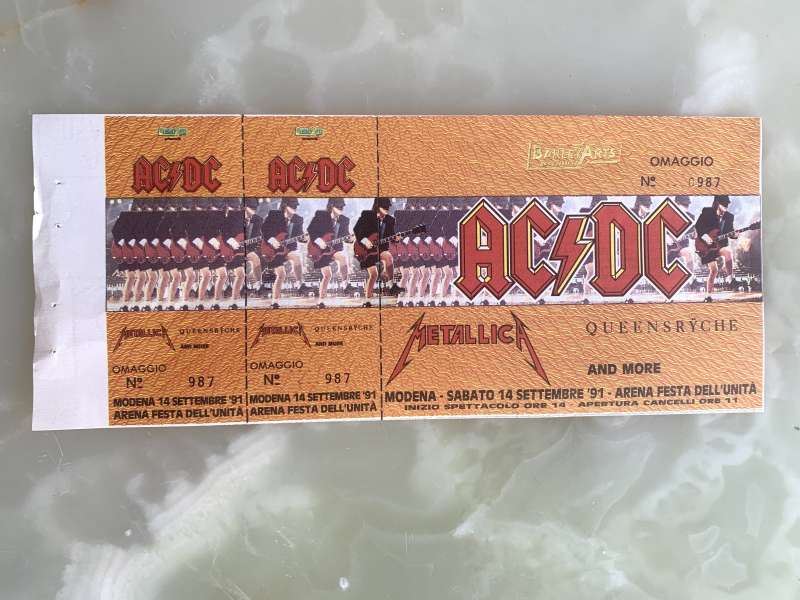 AC/DC
METALLICA QUEENSRŸCHE
AND MORE
OMAGGIO
Nº 987
MODENA 14 SETTEMBRE '91
ARENA FESTA DELL'UNITÀ
AC/DC
METALLICA QUEENSRŸCHE
AND MORE
OMAGGIO
Nº 987
MODENA 14 SETTEMBRE '91
ARENA FESTA DELL'UNITÀ
BARLEY ARTS
OMAGGIO
Nº 0987
AC/DC
METALLICA QUEENSRŸCHE
AND MORE
MODENA - SABATO 14 SETTEMBRE '91 - ARENA FESTA DELL'UNITÀ
INIZIO SPETTACOLO ORE 14 - APERTURA CANCELLI ORE 11